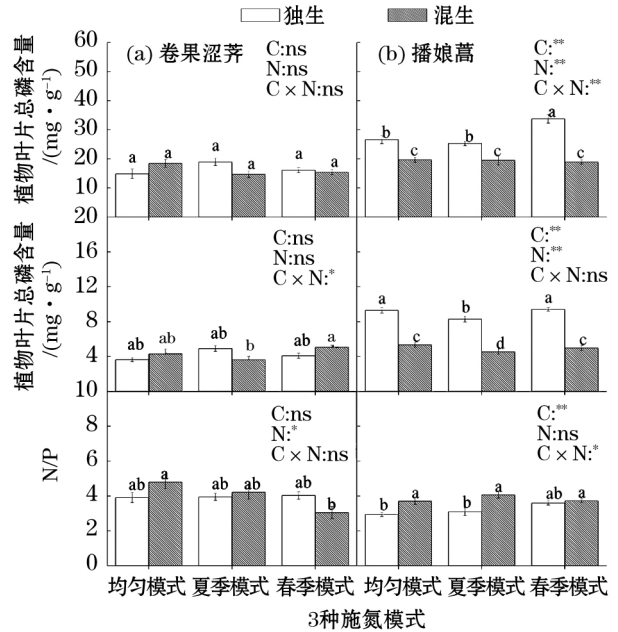 独生 混生
植物叶片总磷含量
/(mg·g⁻¹)
60
50
40
30
20
10
(a) 卷果涩荠
C:ns
N:ns
C×N:ns
a a a a a a
(b) 播娘蒿
C:**
N:**
C×N:**
b c b c a c
植物叶片总磷含量
/(mg·g⁻¹)
20
16
12
8
4
C:ns
N:ns
C×N:*
ab ab ab b ab a
C:**
N:**
C×N:ns
a c b d a c
N/P
10
8
6
4
2
0
C:ns
N:*
C×N:ns
ab a ab ab ab b
C:**
N:ns
C×N:*
b a b a ab a
均匀模式 夏季模式 春季模式 均匀模式 夏季模式 春季模式
3种施氮模式